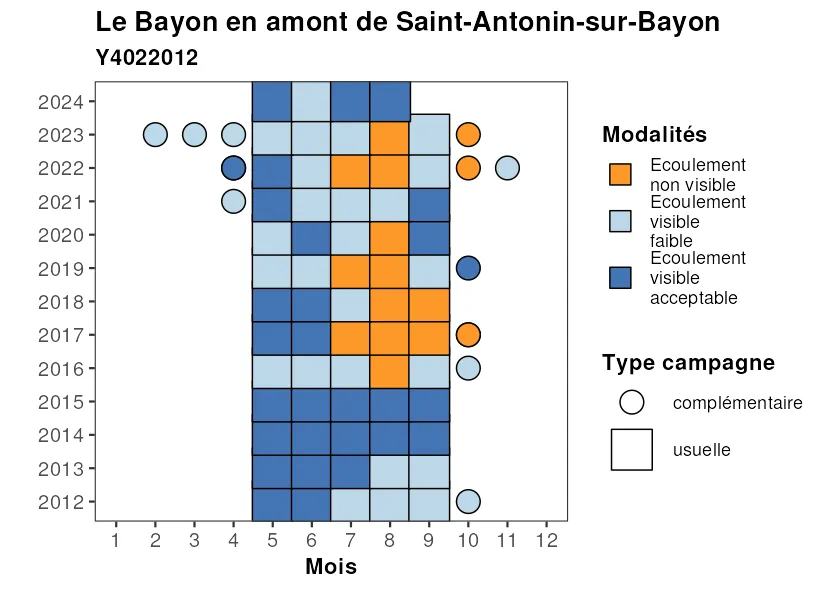 Le Bayon en amont de Saint-Antonin-sur-Bayon
Y4022012
2024
2023
2022
2021
2020
2019
2018
2017
2016
2015
2014
2013
2012
1 2 3 4 5 6 7 8 9 10 11 12
Mois
Modalités
Ecoulement
non visible
Ecoulement
visible
faible
Ecoulement
visible
acceptable
Type campagne
complémentaire
usuelle